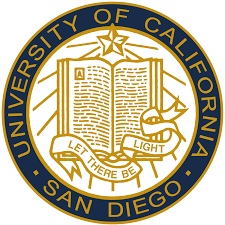 · UNIVERSITY OF CALIFORNIA ·
SAN DIEGO
A
LET THERE BE
LIGHT